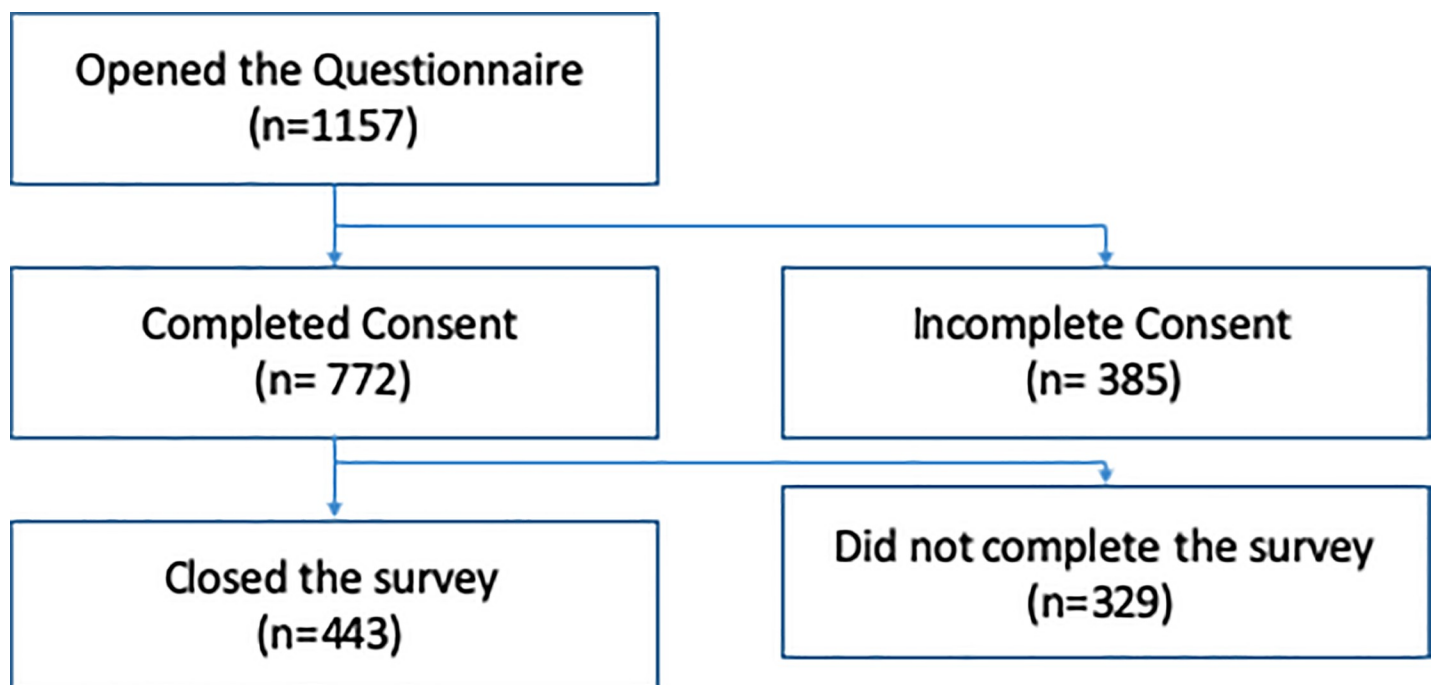 Opened the Questionnaire
(n=1157)
Completed Consent
(n= 772)
Incomplete Consent
(n= 385)
Closed the survey
(n=443)
Did not complete the survey
(n=329)